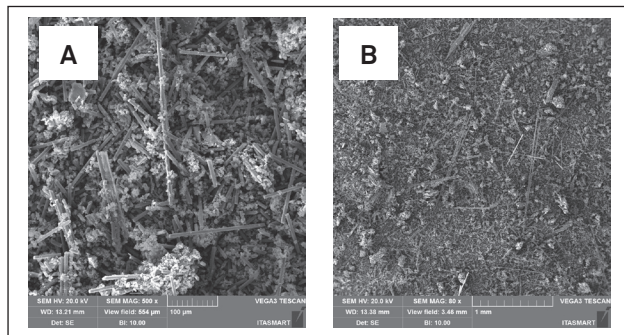 A
SEM HV: 20.0 kV SEM MAG: 500 x VEGA3 TESCAN
WD: 13.21 mm View field: 554 µm 100 µm
Det: SE BI: 10.00 ITASMART
B
SEM HV: 20.0 kV SEM MAG: 80 x VEGA3 TESCAN
WD: 13.38 mm View field: 3.46 mm 1 mm
Det: SE BI: 10.00 ITASMART